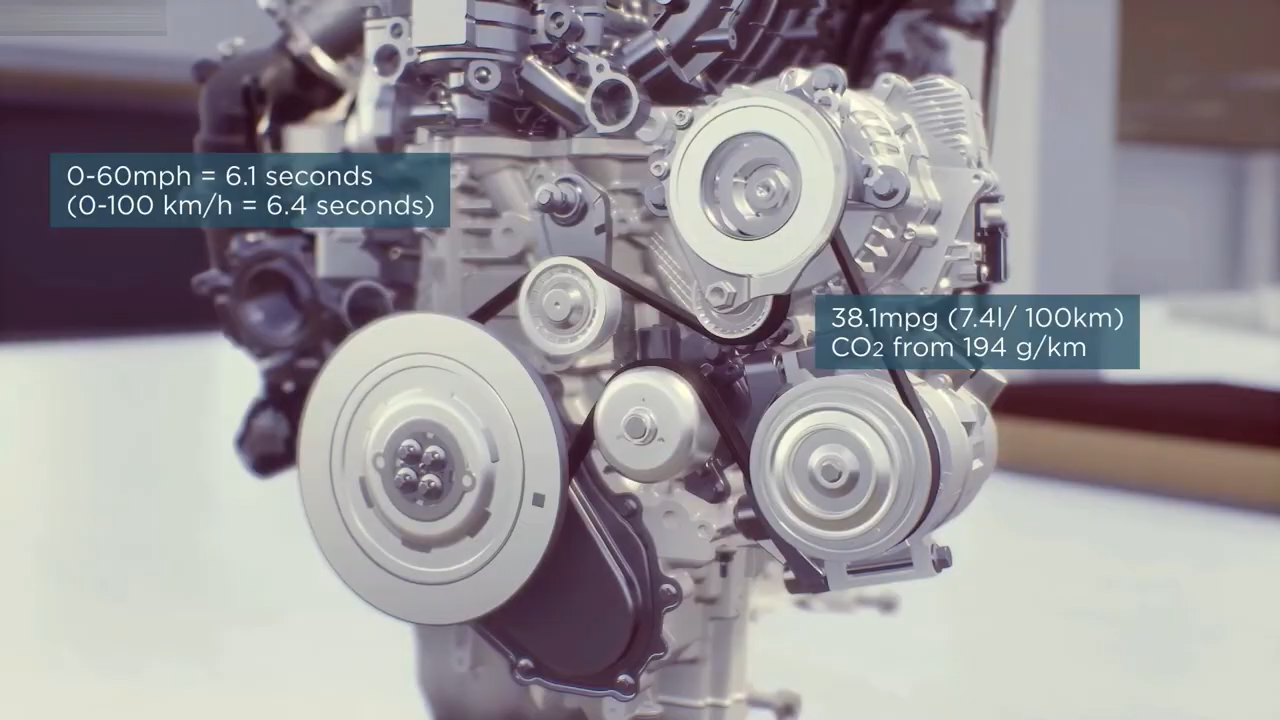 0-60mph = 6.1 seconds
(0-100 km/h = 6.4 seconds)
38.1mpg (7.4l/ 100km)
CO2 from 194 g/km